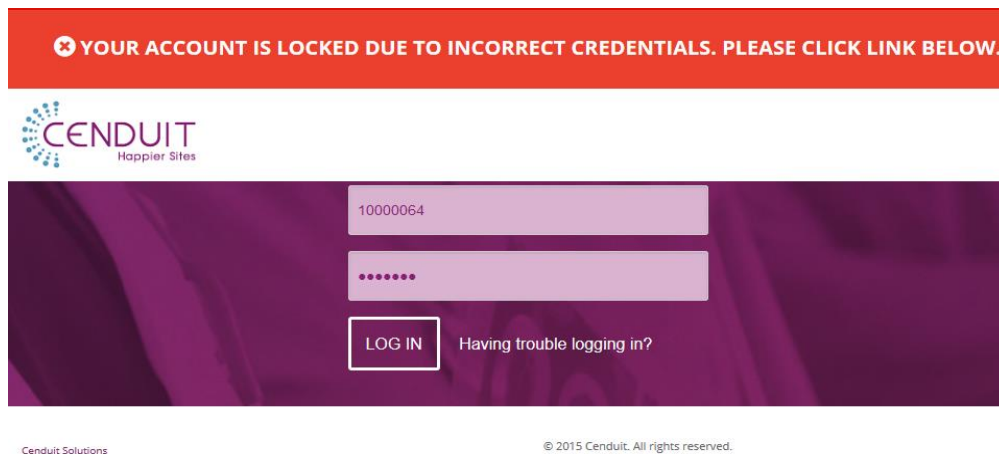 YOUR ACCOUNT IS LOCKED DUE TO INCORRECT CREDENTIALS. PLEASE CLICK LINK BELOW.
CENDUIT
Happier Sites
10000064
•••••••
LOG IN Having trouble logging in?
Cenduit Solutions © 2015 Cenduit. All rights reserved.